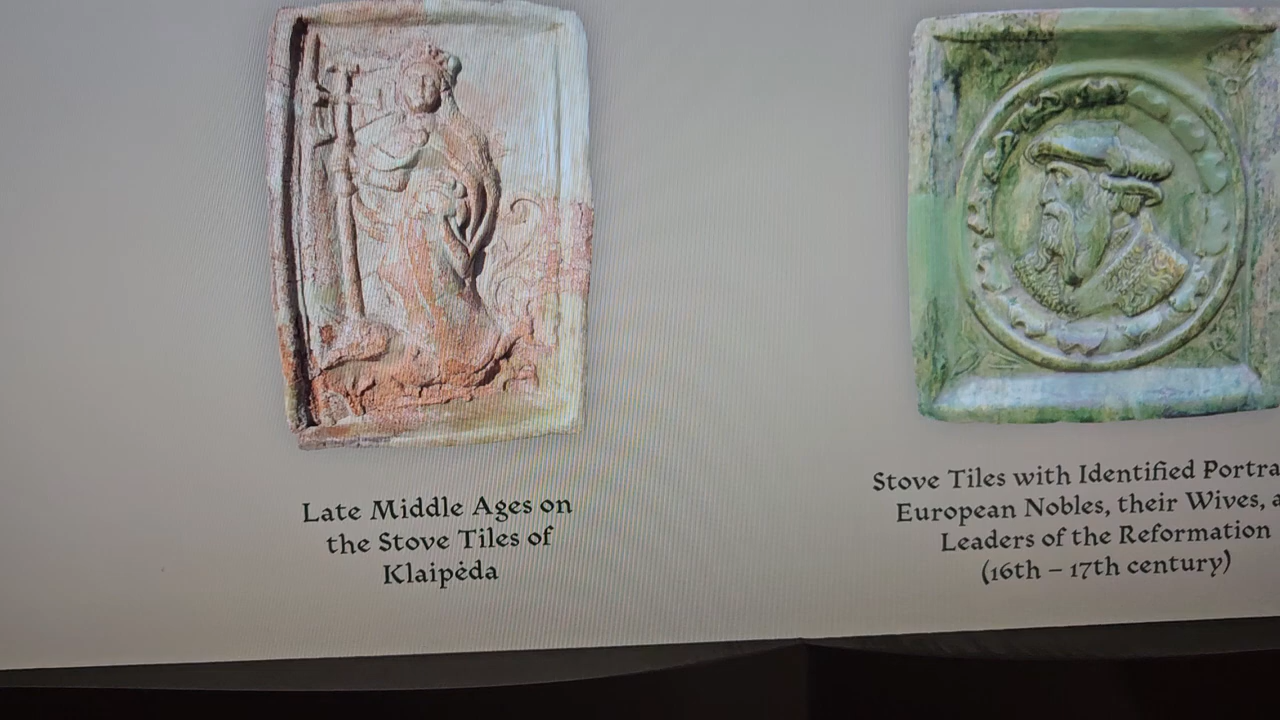 Late Middle Ages on
the Stove Tiles of
Klaipėda
Stove Tiles with Identified
European Nobles, their Wives,
Leaders of the Reformation
(16th – 17th century)